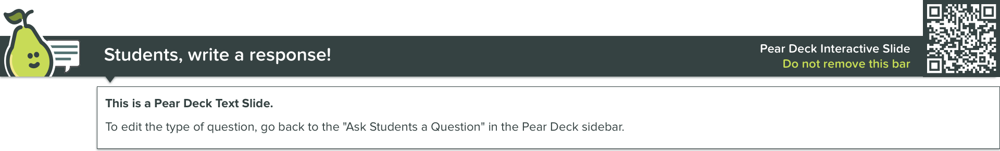 Students, write a response!
Pear Deck Interactive Slide
Do not remove this bar
This is a Pear Deck Text Slide.
To edit the type of question, go back to the "Ask Students a Question" in the Pear Deck sidebar.